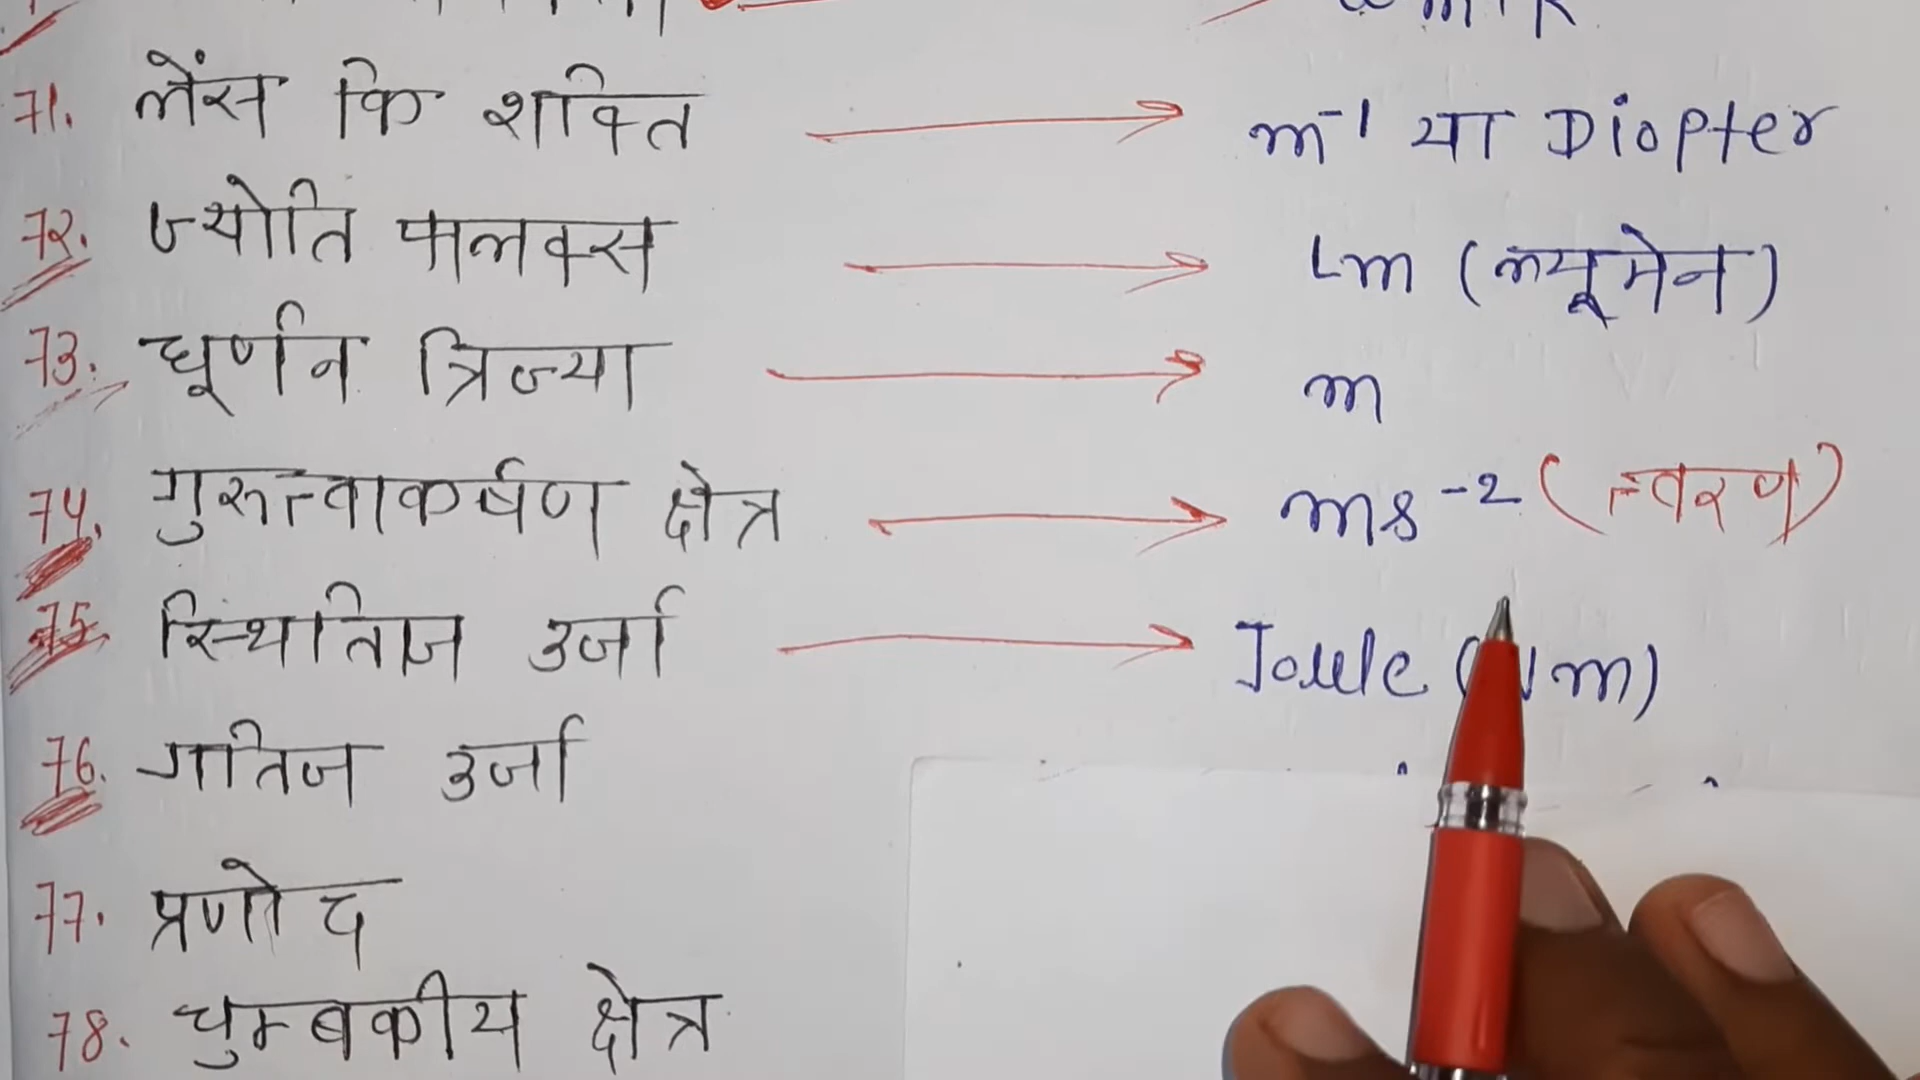 71. लेंस कि शक्ति → m⁻¹ या Diopter
72. ज्योति फ्लक्स → Lm (ल्यूमेन)
73. घूर्णन त्रिज्या → m
74. गुरूत्वाकर्षण क्षेत्र → ms⁻² (त्वरण)
75. स्थितिज उर्जा → Joule (Nm)
76. गतिज उर्जा
77. प्रणोद
78. चुम्बकीय क्षेत्र